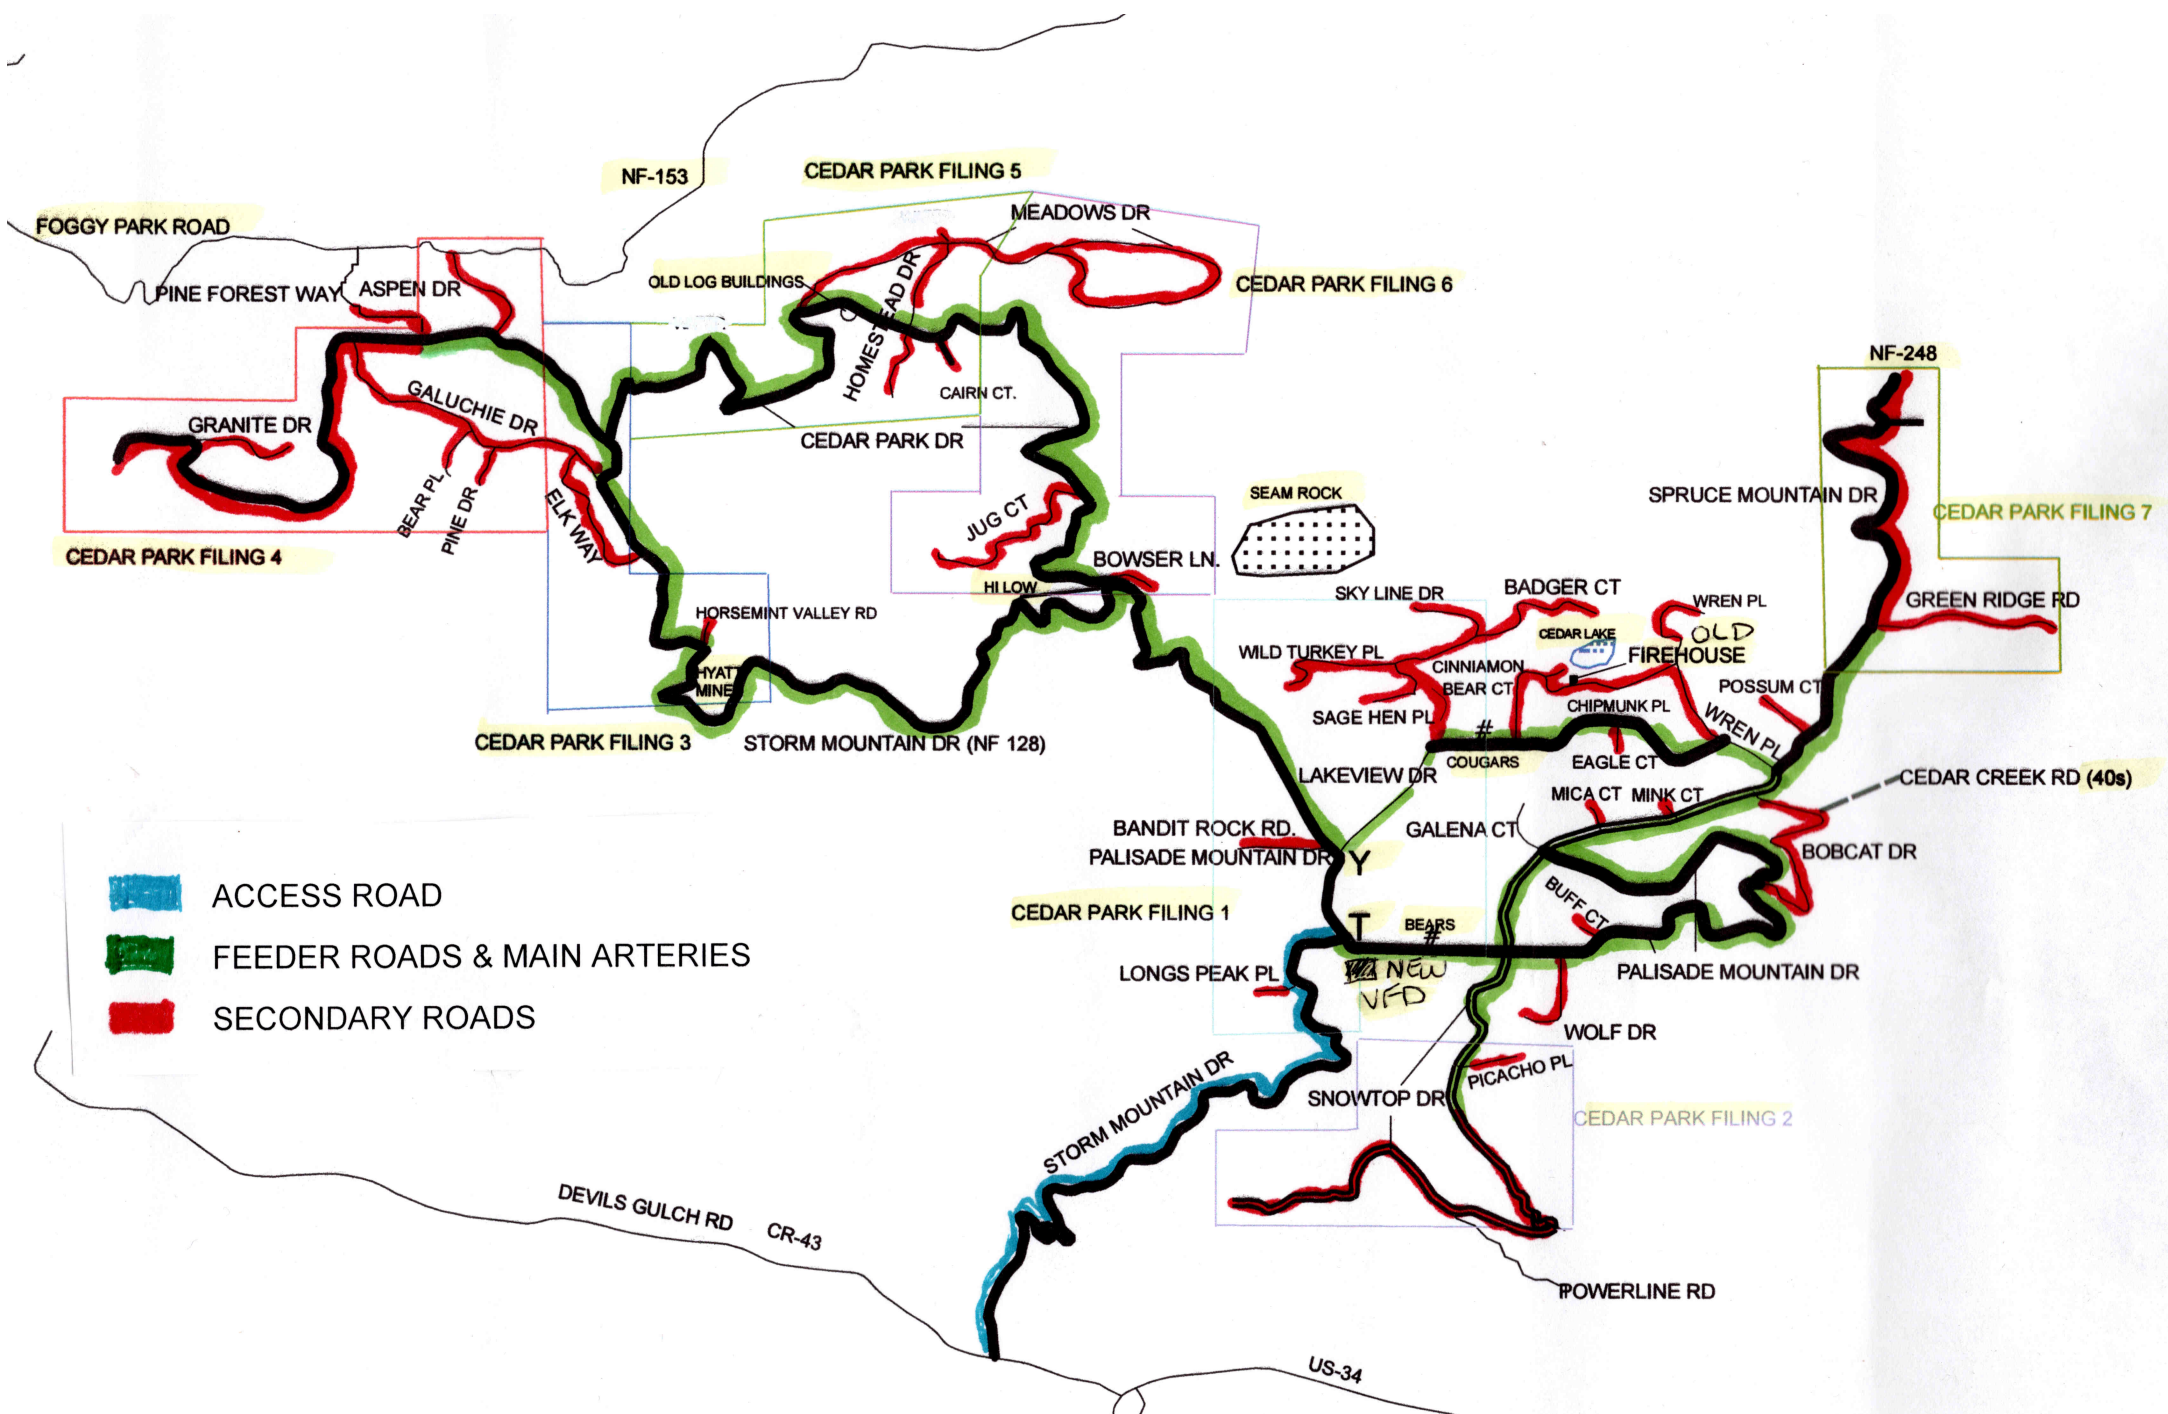 CEDAR PARK FILING 5
NF-153
FOGGY PARK ROAD
MEADOWS DR
OLD LOG BUILDINGS
CEDAR PARK FILING 6
PINE FOREST WAY
ASPEN DR
HOMESTEAD DR
NF-248
GALUCHIE DR
CAIRN CT.
GRANITE DR
CEDAR PARK DR
SEAM ROCK
SPRUCE MOUNTAIN DR
CEDAR PARK FILING 7
BEAR PL
PINE DR
ELK WAY
JUG CT
CEDAR PARK FILING 4
BOWSER LN.
HI LOW
SKY LINE DR
BADGER CT
WREN PL
GREEN RIDGE RD
HORSEMINT VALLEY RD
CEDAR LAKE
OLD
FIREHOUSE
WILD TURKEY PL
CINNIAMON
BEAR CT
HYATT
MINE
POSSUM CT
SAGE HEN PL
CHIPMUNK PL
WREN PL
#
CEDAR PARK FILING 3
STORM MOUNTAIN DR (NF 128)
COUGARS
EAGLE CT
LAKEVIEW DR
CEDAR CREEK RD (40s)
MICA CT
MINK CT
BANDIT ROCK RD.
GALENA CT
PALISADE MOUNTAIN DR
Y
BOBCAT DR
BUFF CT
CEDAR PARK FILING 1
T
BEARS
#
ACCESS ROAD
FEEDER ROADS & MAIN ARTERIES
SECONDARY ROADS
LONGS PEAK PL
NEW
VFD
PALISADE MOUNTAIN DR
WOLF DR
STORM MOUNTAIN DR
PICACHO PL
SNOWTOP DR
CEDAR PARK FILING 2
DEVILS GULCH RD
CR-43
POWERLINE RD
US-34